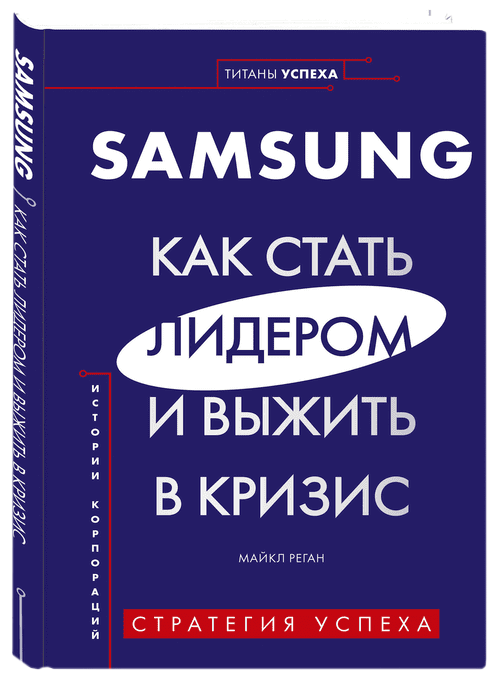 ТИТАНЫ УСПЕХА
SAMSUNG
КАК СТАТЬ
ЛИДЕРОМ
И ВЫЖИТЬ
В КРИЗИС
МАЙКЛ РЕГАН
СТРАТЕГИЯ УСПЕХА
ИСТОРИИ КОРПОРАЦИЙ
SAMSUNG КАК СТАТЬ ЛИДЕРОМ И ВЫЖИТЬ В КРИЗИС